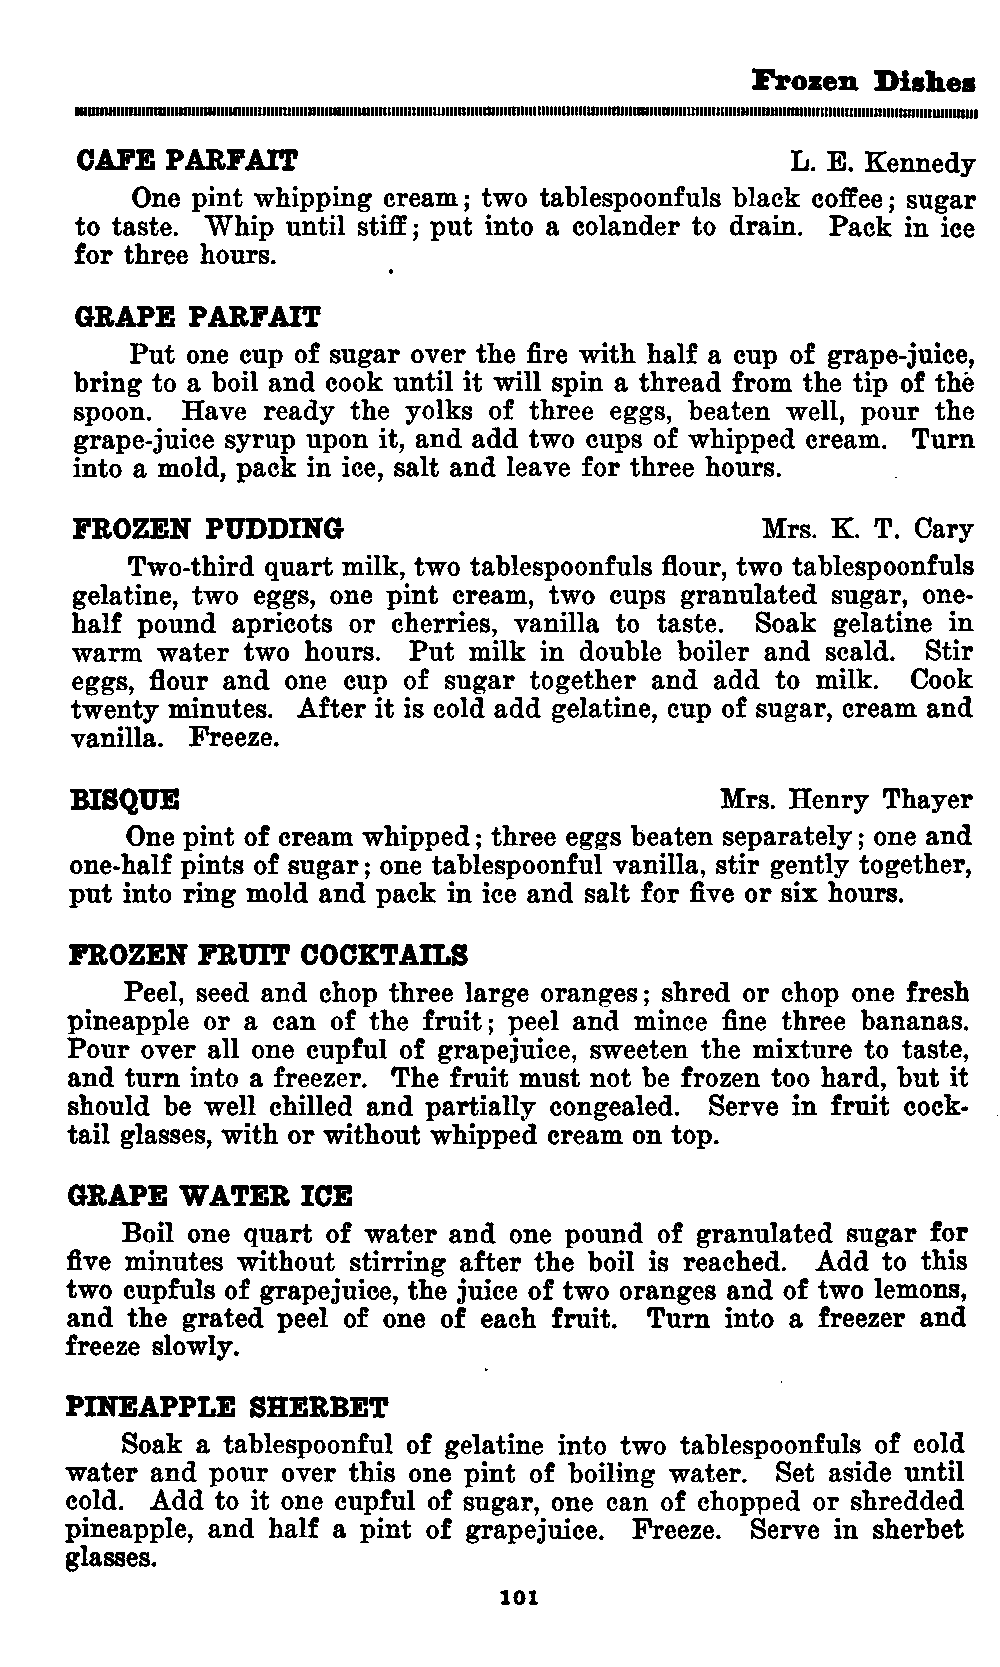 Frozen Dishes
CAFE PARFAIT L. E. Kennedy
One pint whipping cream; two tablespoonfuls black coffee; sugar
to taste. Whip until stiff; put into a colander to drain. Pack in ice
for three hours.
GRAPE PARFAIT
Put one cup of sugar over the fire with half a cup of grape-juice,
bring to a boil and cook until it will spin a thread from the tip of the
spoon. Have ready the yolks of three eggs, beaten well, pour the
grape-juice syrup upon it, and add two cups of whipped cream. Turn
into a mold, pack in ice, salt and leave for three hours.
FROZEN PUDDING Mrs. K. T. Cary
Two-third quart milk, two tablespoonfuls flour, two tablespoonfuls
gelatine, two eggs, one pint cream, two cups granulated sugar, one-
half pound apricots or cherries, vanilla to taste. Soak gelatine in
warm water two hours. Put milk in double boiler and scald. Stir
eggs, flour and one cup of sugar together and add to milk. Cook
twenty minutes. After it is cold add gelatine, cup of sugar, cream and
vanilla. Freeze.
BISQUE Mrs. Henry Thayer
One pint of cream whipped; three eggs beaten separately; one and
one-half pints of sugar; one tablespoonful vanilla, stir gently together,
put into ring mold and pack in ice and salt for five or six hours.
FROZEN FRUIT COCKTAILS
Peel, seed and chop three large oranges; shred or chop one fresh
pineapple or a can of the fruit; peel and mince fine three bananas.
Pour over all one cupful of grapejuice, sweeten the mixture to taste,
and turn into a freezer. The fruit must not be frozen too hard, but it
should be well chilled and partially congealed. Serve in fruit cock-
tail glasses, with or without whipped cream on top.
GRAPE WATER ICE
Boil one quart of water and one pound of granulated sugar for
five minutes without stirring after the boil is reached. Add to this
two cupfuls of grapejuice, the juice of two oranges and of two lemons,
and the grated peel of one of each fruit. Turn into a freezer and
freeze slowly.
PINEAPPLE SHERBET
Soak a tablespoonful of gelatine into two tablespoonfuls of cold
water and pour over this one pint of boiling water. Set aside until
cold. Add to it one cupful of sugar, one can of chopped or shredded
pineapple, and half a pint of grapejuice. Freeze. Serve in sherbet
glasses.
101